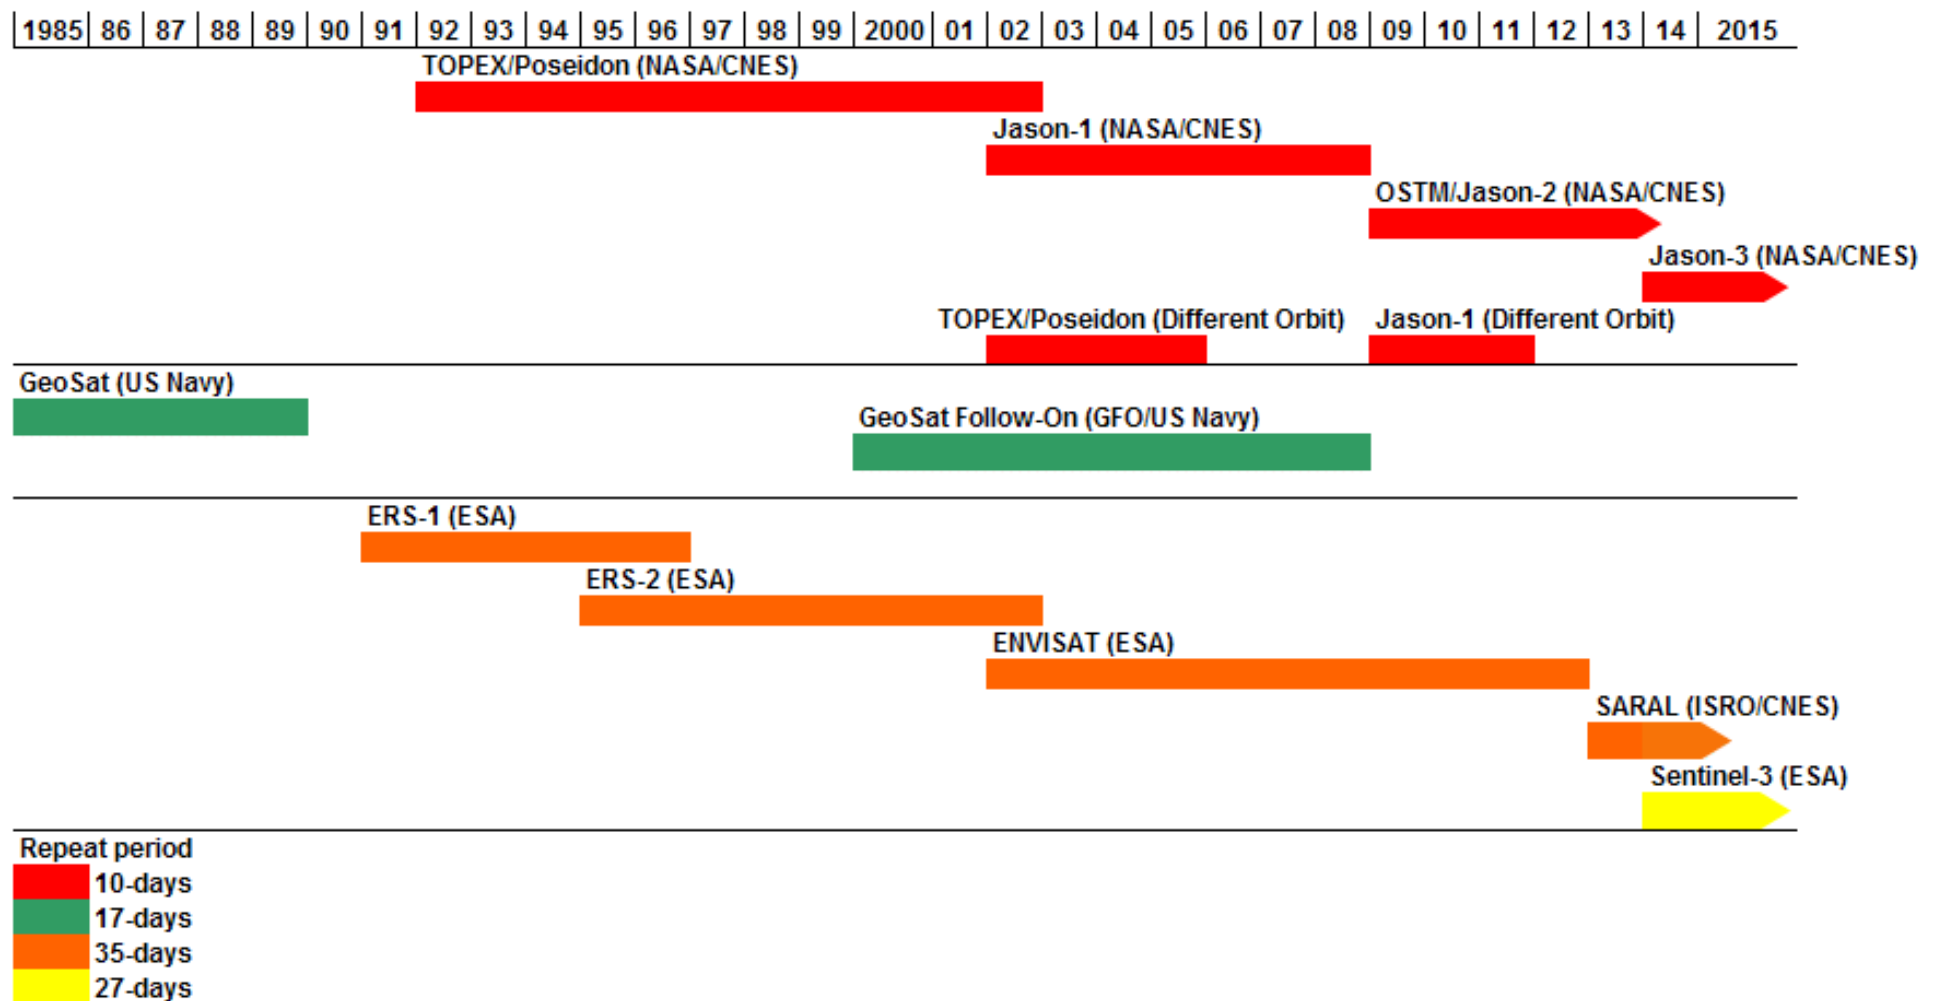 1985 86 87 88 89 90 91 92 93 94 95 96 97 98 99 2000 01 02 03 04 05 06 07 08 09 10 11 12 13 14 2015
TOPEX/Poseidon (NASA/CNES)
Jason-1 (NASA/CNES)
OSTM/Jason-2 (NASA/CNES)
Jason-3 (NASA/CNES)
TOPEX/Poseidon (Different Orbit) Jason-1 (Different Orbit)
GeoSat (US Navy)
GeoSat Follow-On (GFO/US Navy)
ERS-1 (ESA)
ERS-2 (ESA)
ENVISAT (ESA)
SARAL (ISRO/CNES)
Sentinel-3 (ESA)
Repeat period
10-days
17-days
35-days
27-days